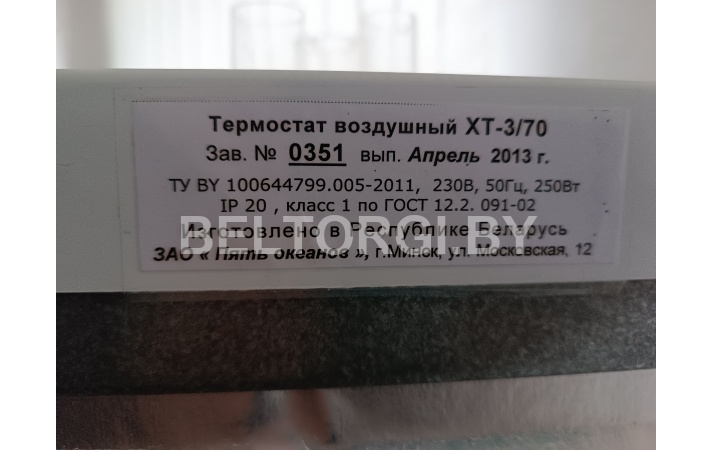 Термостат воздушный ХТ-3/70
Зав. № 0351 вып. Апрель 2013 г.
ТУ BY 100644799.005-2011, 230В, 50Гц, 250Вт
IP 20 , класс 1 по ГОСТ 12.2. 091-02
Изготовлено в Республике Беларусь
BELTORGI.BY
ЗАО « Пять океанов », г.Минск, ул. Московская, 12